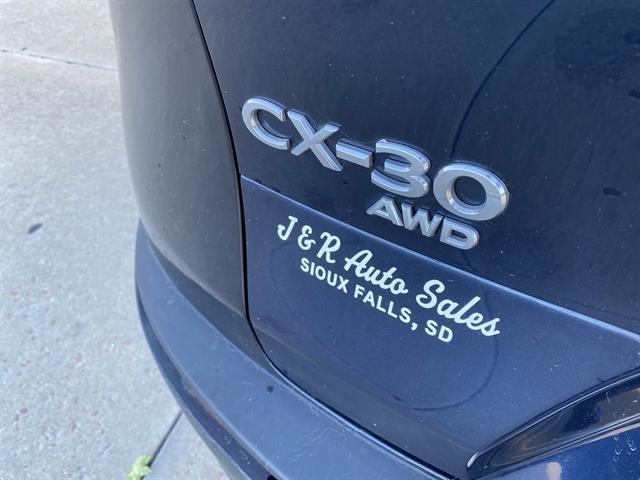 CX-30
AWD
J & R Auto Sales
SIOUX FALLS, SD